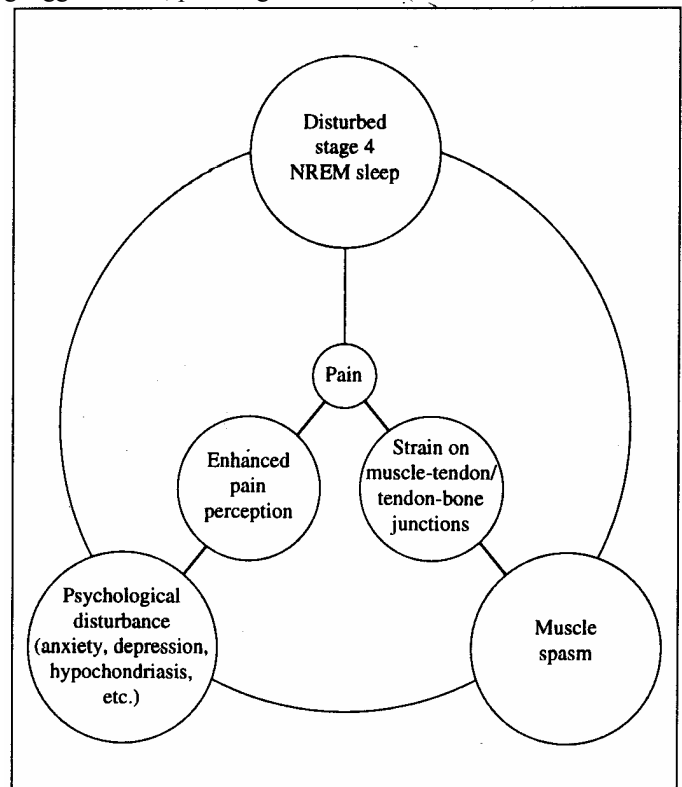 Disturbed
stage 4
NREM sleep
Pain
Enhanced
pain
perception
Strain on
muscle-tendon/
tendon-bone
junctions
Psychological
disturbance
(anxiety, depression,
hypochondriasis,
etc.)
Muscle
spasm